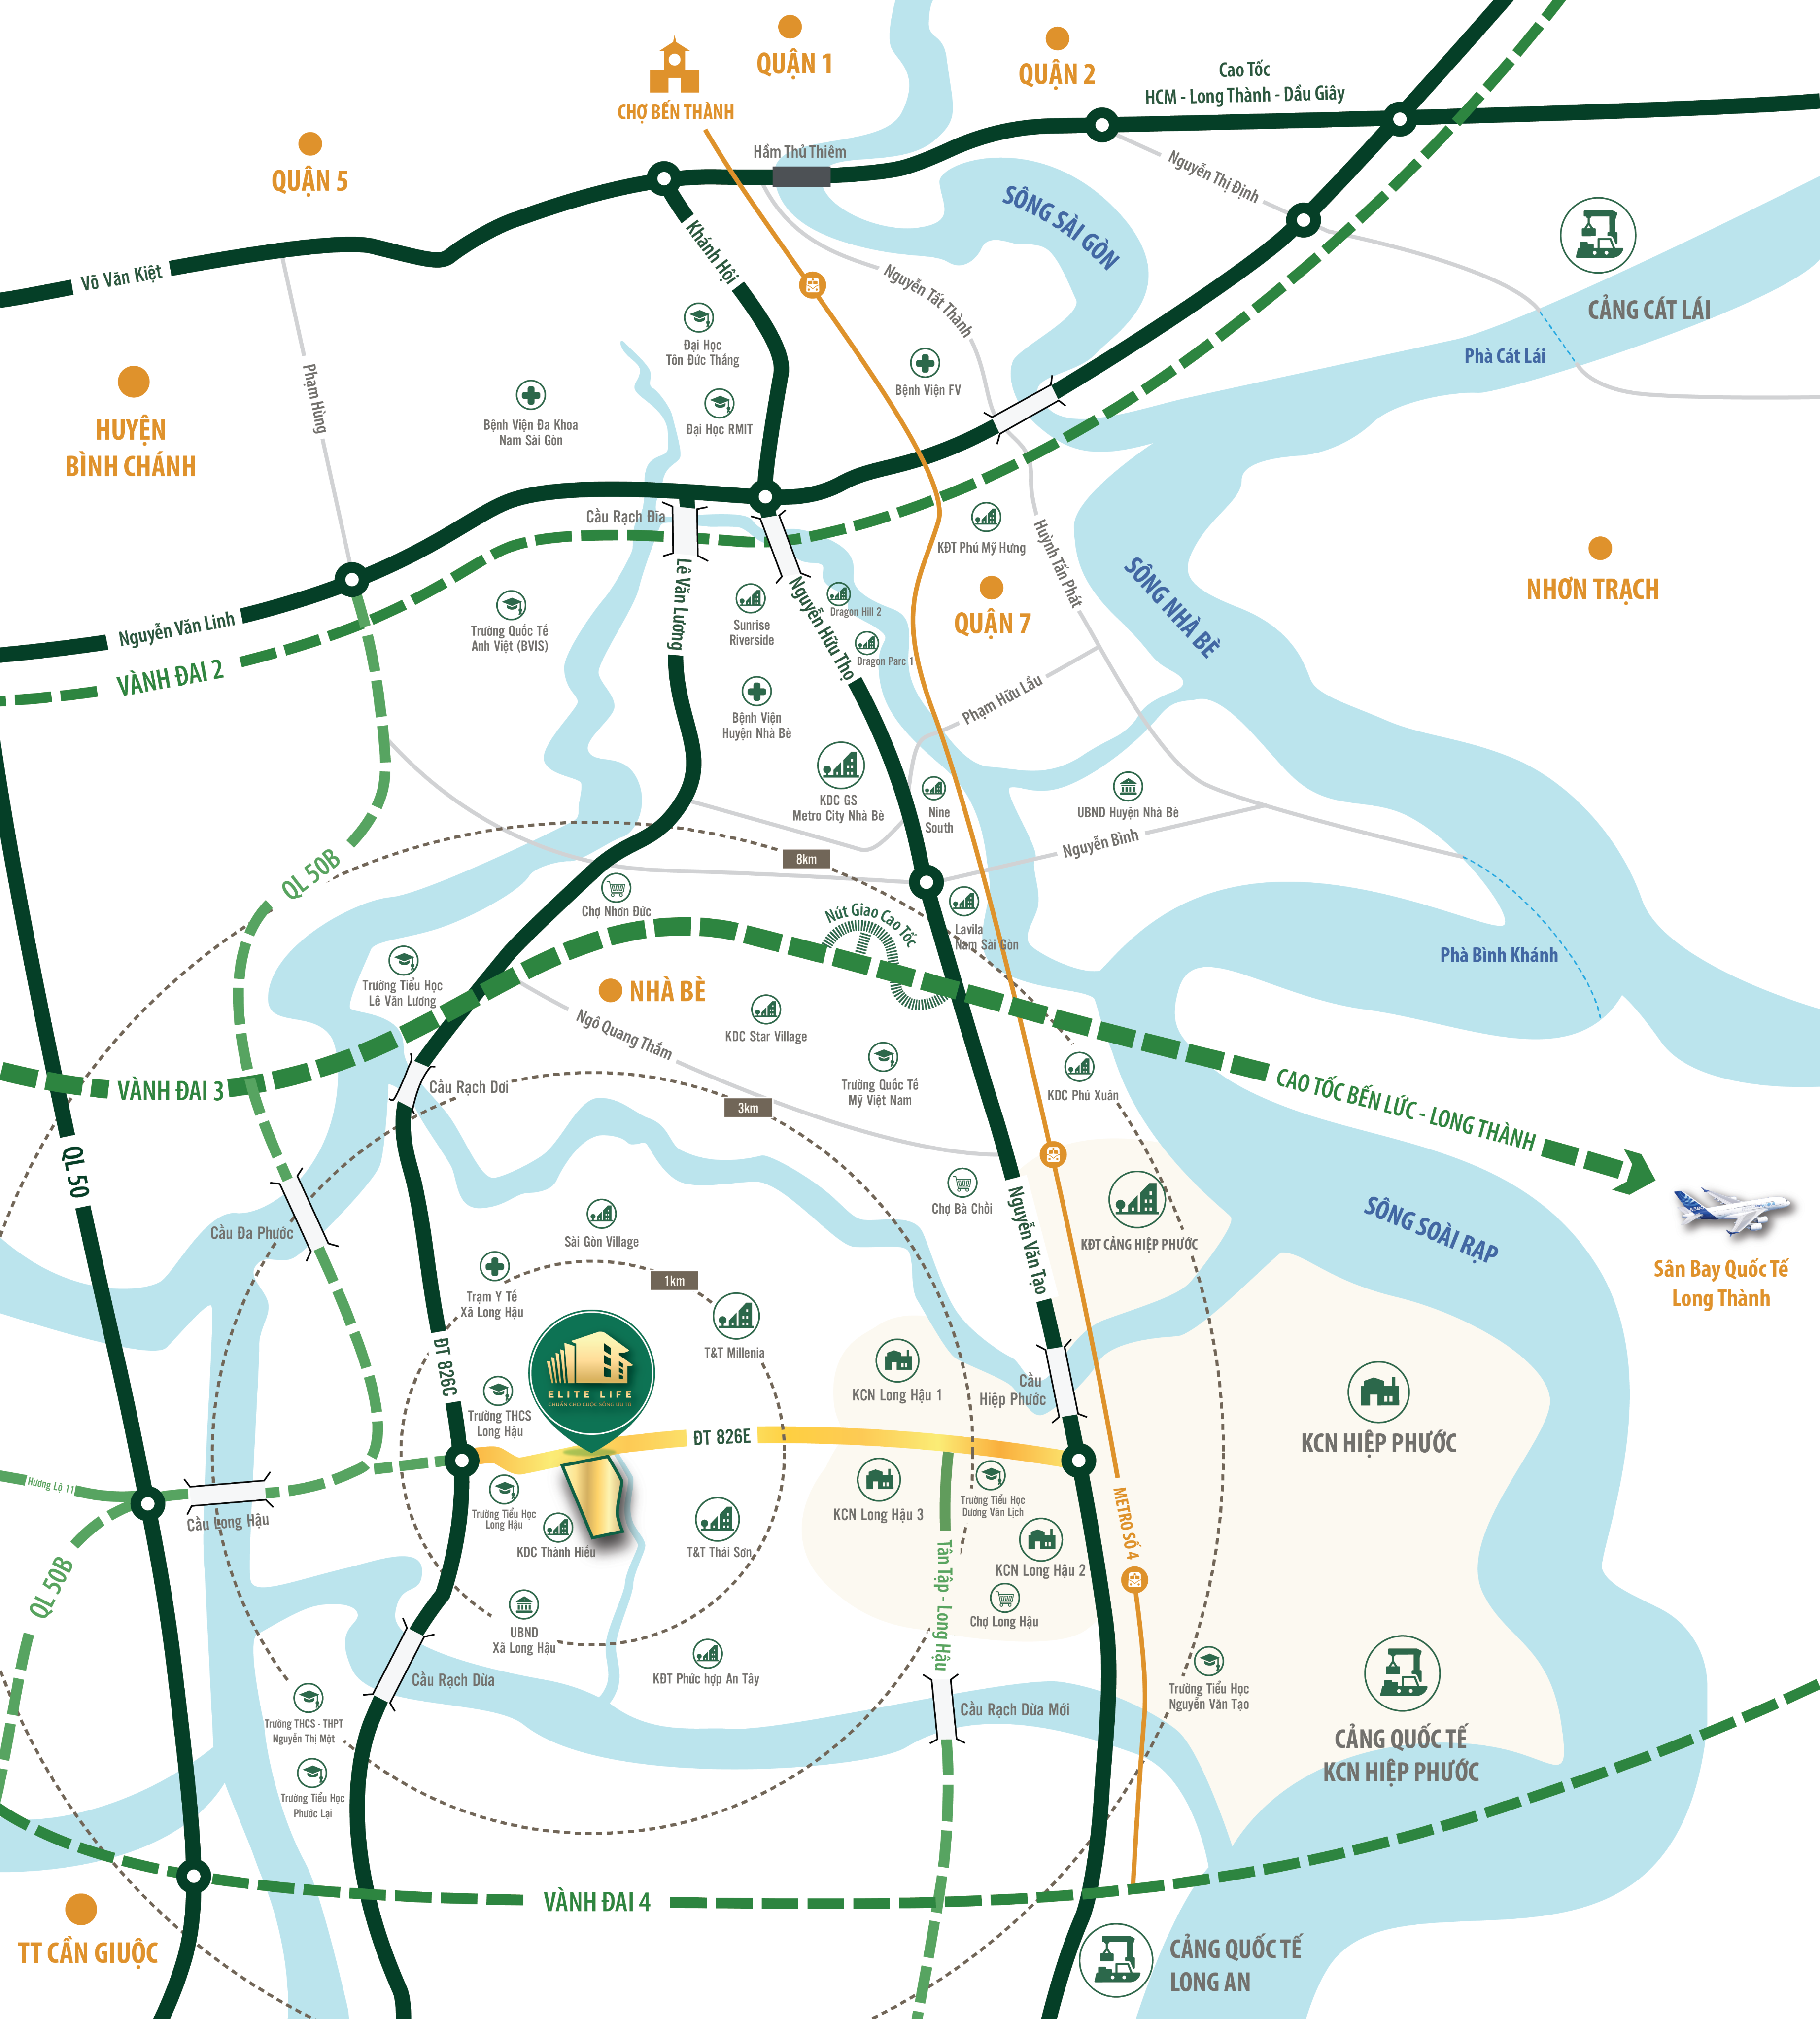 QUẬN 1
QUẬN 2
CHỢ BẾN THÀNH
Cao Tốc
HCM - Long Thành - Dầu Giây
QUẬN 5
Hầm Thủ Thiêm
Nguyễn Thị Định
SÔNG SÀI GÒN
Khánh Hội
Võ Văn Kiệt
Nguyễn Tất Thành
CẢNG CÁT LÁI
Phà Cát Lái
Đại Học
Tôn Đức Thắng
Phạm Hùng
Bệnh Viện FV
Bệnh Viện Đa Khoa
Nam Sài Gòn
Đại Học RMIT
HUYỆN
BÌNH CHÁNH
Cầu Rạch Đĩa
KĐT Phú Mỹ Hưng
Huỳnh Tấn Phát
SÔNG NHÀ BÈ
NHƠN TRẠCH
Lê Văn Lương
Nguyễn Hữu Thọ
Dragon Hill 2
Sunrise
Riverside
QUẬN 7
Nguyễn Văn Linh
Trường Quốc Tế
Anh Việt (BVIS)
Dragon Parc 1
VÀNH ĐAI 2
Phạm Hữu Lầu
Bệnh Viện
Huyện Nhà Bè
KDC GS
Metro City Nhà Bè
Nine
South
UBND Huyện Nhà Bè
Nguyễn Bình
QL 50B
8km
Chợ Nhơn Đức
Nút Giao Cao Tốc
Lavila
Nam Sài Gòn
Phà Bình Khánh
Trường Tiểu Học
Lê Văn Lương
NHÀ BÈ
Ngô Quang Thắm
KDC Star Village
VÀNH ĐAI 3
Cầu Rạch Dơi
3km
Trường Quốc Tế
Mỹ Việt Nam
KDC Phú Xuân
CAO TỐC BẾN LỨC - LONG THÀNH
QL 50
Cầu Đa Phước
Sài Gòn Village
Chợ Bà Chồi
Nguyễn Văn Tạo
KĐT CẢNG HIỆP PHƯỚC
SÔNG SOÀI RẠP
Sân Bay Quốc Tế
Long Thành
1km
Trạm Y Tế
Xã Long Hậu
T&T Millenia
ĐT 826C
ELITE LIFE
CHUẨN CHO CUỘC SỐNG ƯU TÚ
KCN Long Hậu 1
Cầu
Hiệp Phước
Trường THCS
Long Hậu
ĐT 826E
KCN HIỆP PHƯỚC
Hương Lộ 11
Cầu Long Hậu
Trường Tiểu Học
Long Hậu
KDC Thành Hiếu
T&T Thái Sơn
KCN Long Hậu 3
Trường Tiểu Học
Dương Văn Lịch
METRO SỐ 4
KCN Long Hậu 2
Tân Tập - Long Hậu
Chợ Long Hậu
QL 50B
UBND
Xã Long Hậu
Cầu Rạch Dừa
KĐT Phức hợp An Tây
Trường Tiểu Học
Nguyễn Văn Tạo
Cầu Rạch Dừa Mới
Trường THCS - THPT
Nguyễn Thị Một
CẢNG QUỐC TẾ
KCN HIỆP PHƯỚC
Trường Tiểu Học
Phước Lại
VÀNH ĐAI 4
TT CẦN GIUỘC
CẢNG QUỐC TẾ
LONG AN